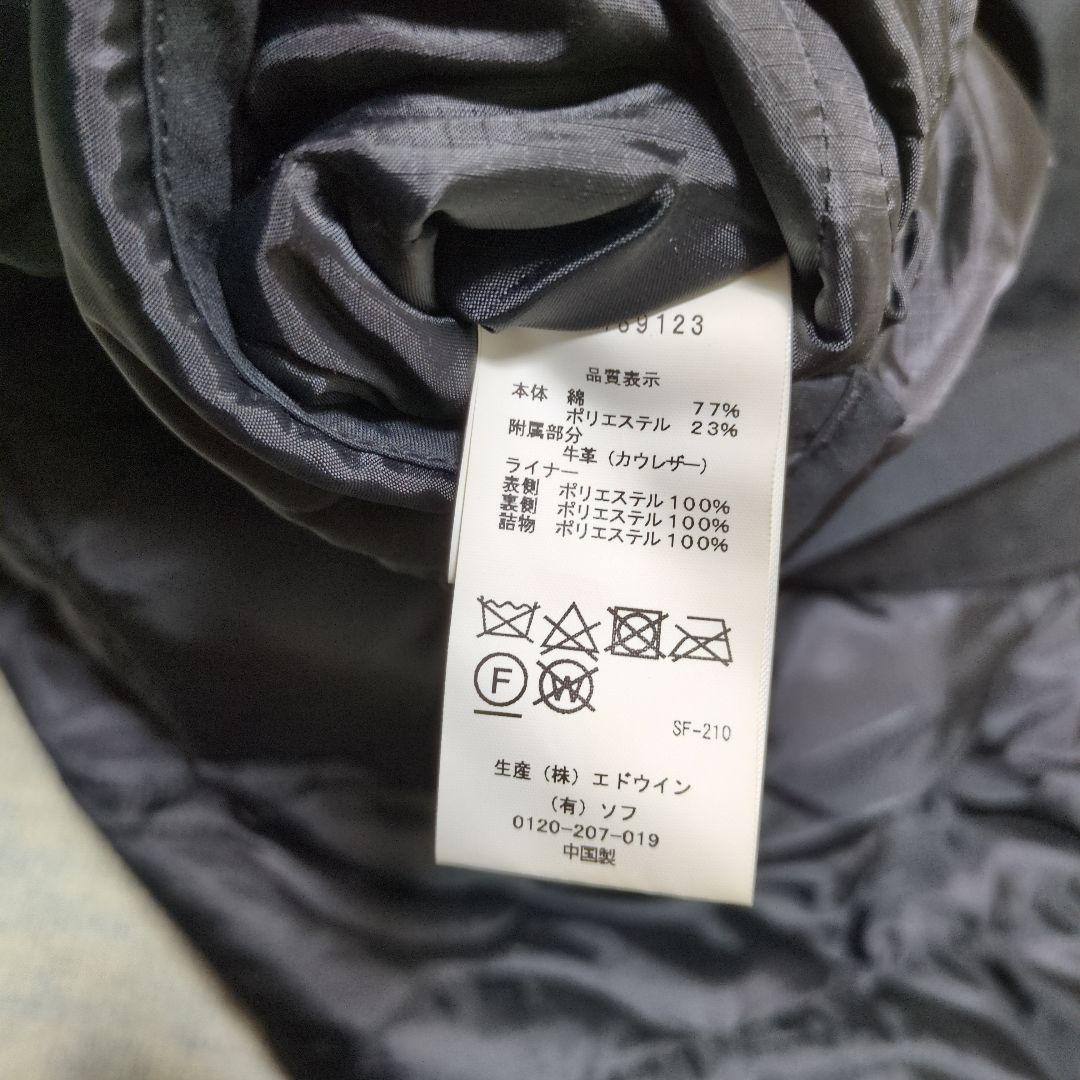 69123
品質表示
本体 綿 77%
ポリエステル 23%
附属部分
牛革（カウレザー）
ライナー
表側 ポリエステル100%
裏側 ポリエステル100%
詰物 ポリエステル100%
F W
SF-210
生産（株）エドウイン
（有）ソフ
0120-207-019
中国製